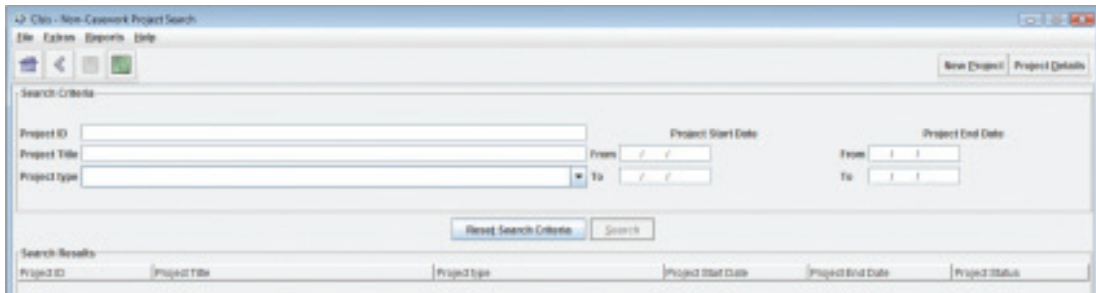 Clvis - Non-Casework Project Search
File Extras Reports Help
New Project Project Details
Search Criteria
Project ID Project Start Date Project End Date
Project Title From / / From / /
Project type To / / To / /
Reset Search Criteria Search
Search Results
Project ID Project Title Project type Project Start Date Project End Date Project Status